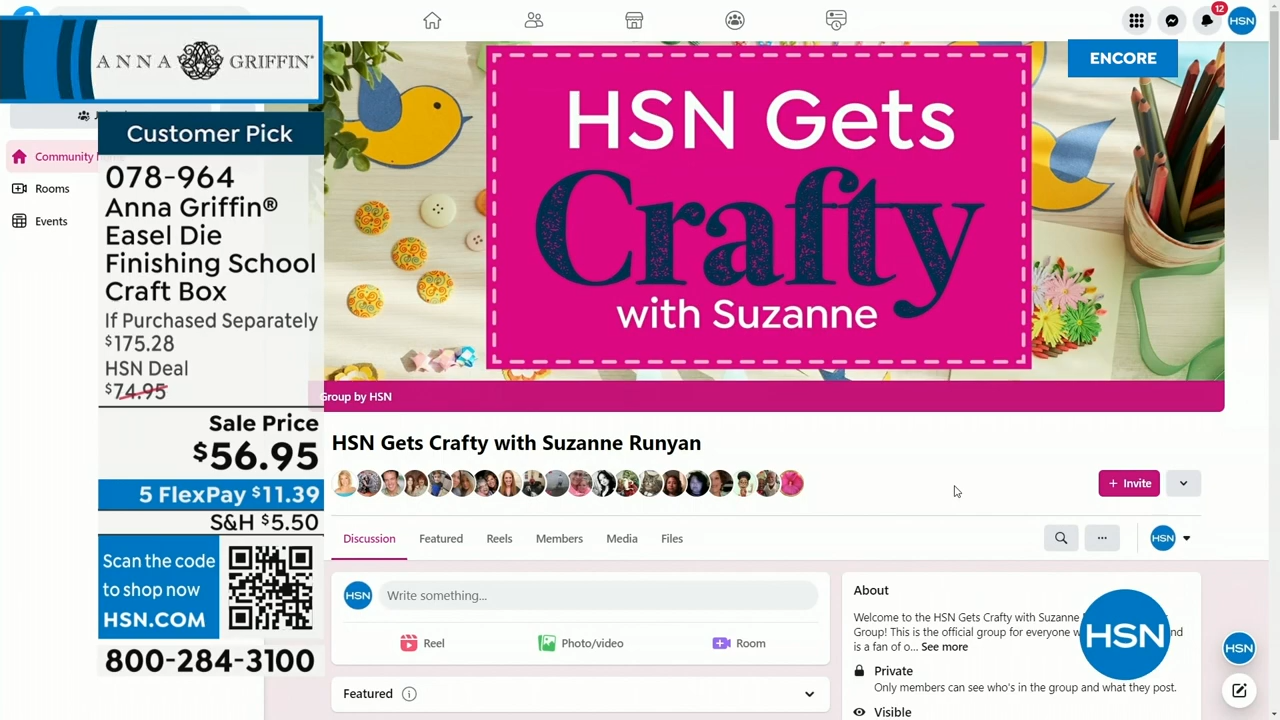 ANNA GRIFFIN
Customer Pick
078-964
Anna Griffin®
Easel Die
Finishing School
Craft Box
If Purchased Separately
$175.28
HSN Deal
$74.95
Sale Price
$56.95
5 FlexPay $11.39
S&H $5.50
Scan the code
to shop now
HSN.COM
800-284-3100
Community
Rooms
Events
12
HSN
ENCORE
HSN Gets
Crafty
with Suzanne
Group by HSN
HSN Gets Crafty with Suzanne Runyan
+ Invite
Discussion
Featured
Reels
Members
Media
Files
HSN
HSN
Write something...
Reel
Photo/video
Room
Featured
About
Welcome to the HSN Gets Crafty with Suzanne
Group! This is the official group for everyone
is a fan of o... See more
Private
Only members can see who's in the group and what they post.
Visible
HSN
HSN